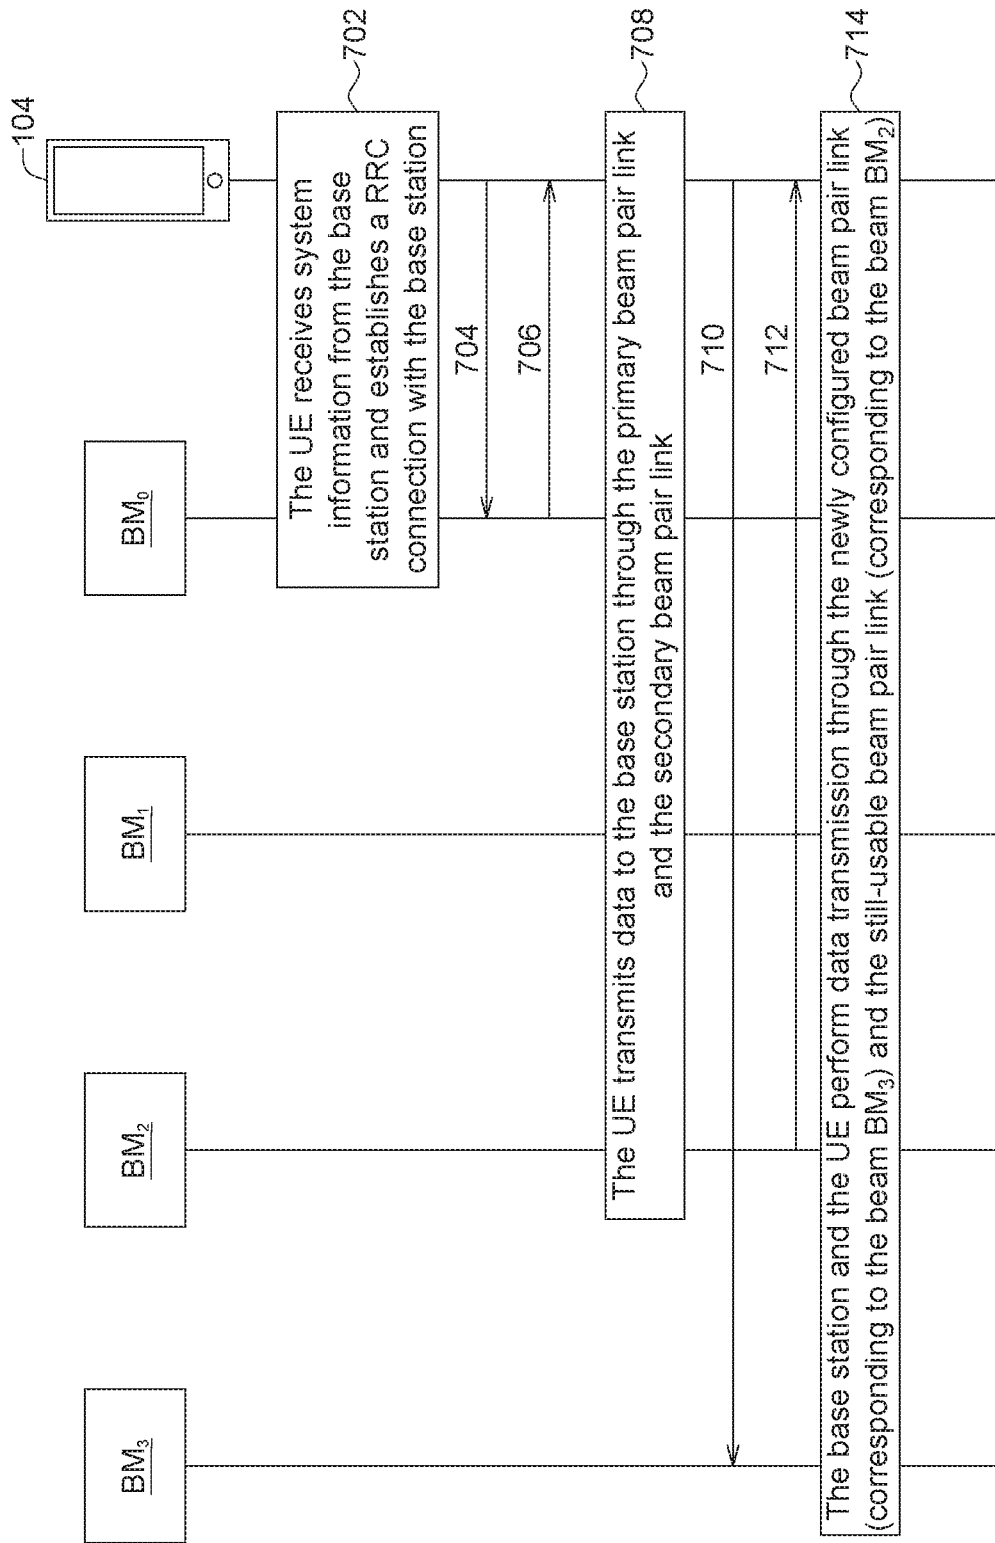 BM3
BM2
BM1
BM0
104
The UE receives system
information from the base
station and establishes a RRC
connection with the base station
702
704
706
The UE transmits data to the base station through the primary beam pair link
and the secondary beam pair link
708
710
712
The base station and the UE perform data transmission through the newly configured beam pair link
(corresponding to the beam BM3) and the still-usable beam pair link (corresponding to the beam BM2)
714